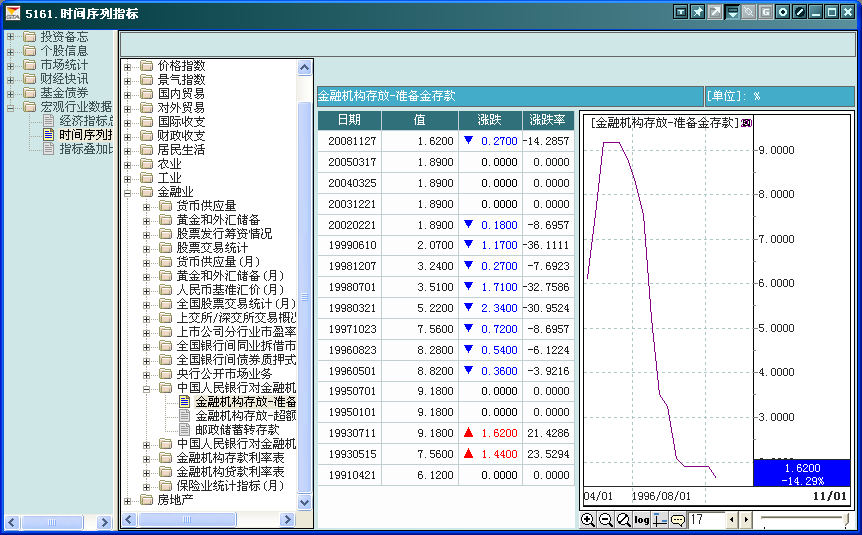 5161.时间序列指标
投资备忘
个股信息
市场统计
财经快讯
基金债券
宏观行业数据
经济指标总
时间序列指
指标叠加比
价格指数
景气指数
国内贸易
对外贸易
国际收支
财政收支
居民生活
农业
工业
金融业
货币供应量
黄金和外汇储备
股票发行筹资情况
股票交易统计
货币供应量(月)
黄金和外汇储备(月)
人民币基准汇价(月)
全国股票交易统计(月)
上交所/深交所交易概况
上市公司分行业市盈率
全国银行间同业拆借市
全国银行间债券质押式
央行公开市场业务
中国人民银行对金融机
金融机构存放-准备
金融机构存放-超额
邮政储蓄转存款
中国人民银行对金融机
金融机构存款利率表
金融机构贷款利率表
保险业统计指标(月)
房地产
金融机构存放-准备金存款 [单位]: %
日期 值 涨跌 涨跌率
20081127 1.6200 ▼ 0.2700 -14.2857
20050317 1.8900 0.0000 0.0000
20040325 1.8900 0.0000 0.0000
20031221 1.8900 0.0000 0.0000
20020221 1.8900 ▼ 0.1800 -8.6957
19990610 2.0700 ▼ 1.1700 -36.1111
19981207 3.2400 ▼ 0.2700 -7.6923
19980701 3.5100 ▼ 1.7100 -32.7586
19980321 5.2200 ▼ 2.3400 -30.9524
19971023 7.5600 ▼ 0.7200 -8.6957
19960823 8.2800 ▼ 0.5400 -6.1224
19960501 8.8200 ▼ 0.3600 -3.9216
19950701 9.1800 0.0000 0.0000
19950101 9.1800 0.0000 0.0000
19930711 9.1800 ▲ 1.6200 21.4286
19930515 7.5600 ▲ 1.4400 23.5294
19910421 6.1200 0.0000 0.0000
[金融机构存放-准备金存款]
9.0000
8.0000
7.0000
6.0000
5.0000
4.0000
3.0000
1.6200
-14.29%
04/01 1996/08/01 11/01
log 17